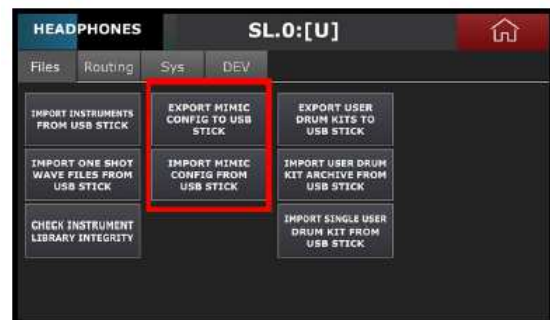 HEADPHONES
SL.0:[U]
Files
Routing
Sys
DEV
IMPORT INSTRUMENTS
FROM USB STICK
EXPORT MIMIC
CONFIG TO USB
STICK
EXPORT USER
DRUM KITS TO
USB STICK
IMPORT ONE SHOT
WAVE FILES FROM
USB STICK
IMPORT MIMIC
CONFIG FROM
USB STICK
IMPORT USER DRUM
KIT ARCHIVE FROM
USB STICK
CHECK INSTRUMENT
LIBRARY INTEGRITY
IMPORT SINGLE USER
DRUM KIT FROM
USB STICK